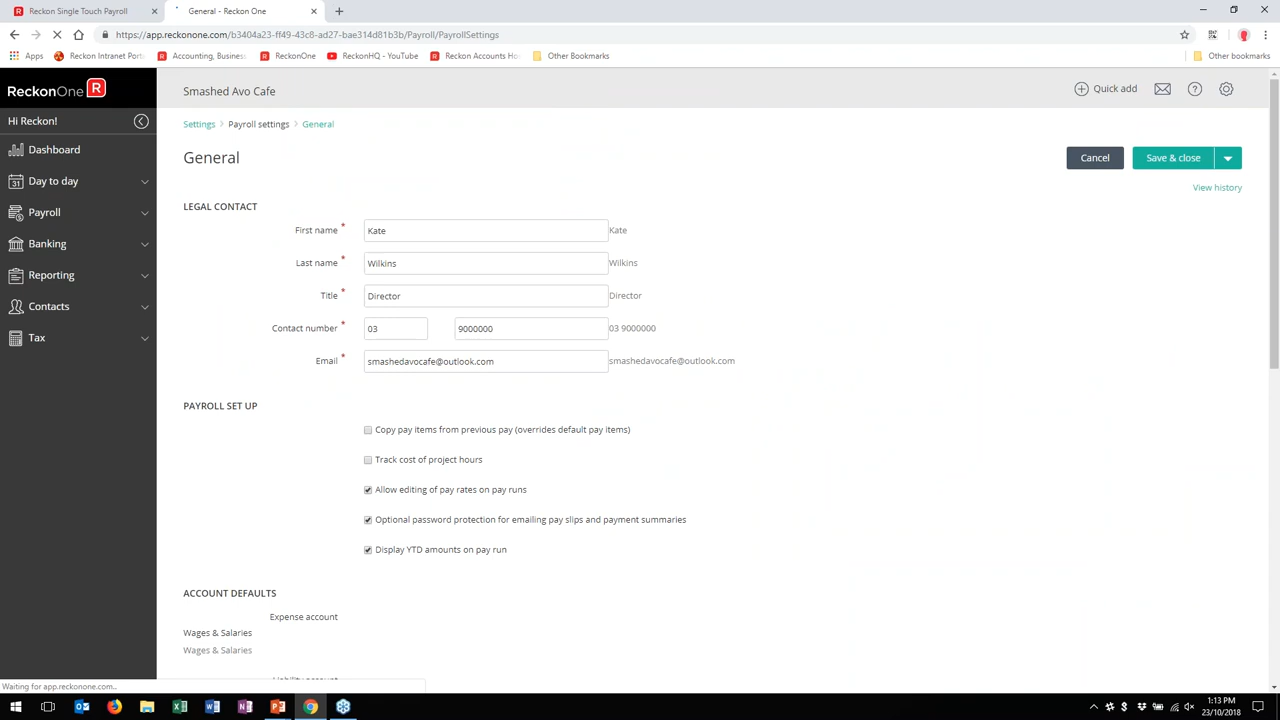 Reckon Single Touch Payroll
General - Reckon One
https://app.reckonone.com/b3404a23-ff49-43c8-ad27-bae314d81b3b/Payroll/PayrollSettings
Apps
Reckon Intranet Port
Accounting, Busines
ReckonOne
ReckonHQ - YouTube
Reckon Accounts Ho
Other Bookmarks
Other bookmarks
ReckonOne R
Smashed Avo Cafe
Quick add
Hi Reckon!
Settings > Payroll settings > General
Dashboard
General
Cancel
Save & close
Day to day
View history
LEGAL CONTACT
Payroll
First name * Kate Kate
Banking
Last name * Wilkins Wilkins
Reporting
Title * Director Director
Contacts
Contact number * 03 9000000 03 9000000
Tax
Email * smashedavocafe@outlook.com smashedavocafe@outlook.com
PAYROLL SET UP
Copy pay items from previous pay (overrides default pay items)
Track cost of project hours
Allow editing of pay rates on pay runs
Optional password protection for emailing pay slips and payment summaries
Display YTD amounts on pay run
ACCOUNT DEFAULTS
Expense account
Wages & Salaries
Wages & Salaries
Liability account
Waiting for app.reckonone.com..
1:13 PM
23/10/2018